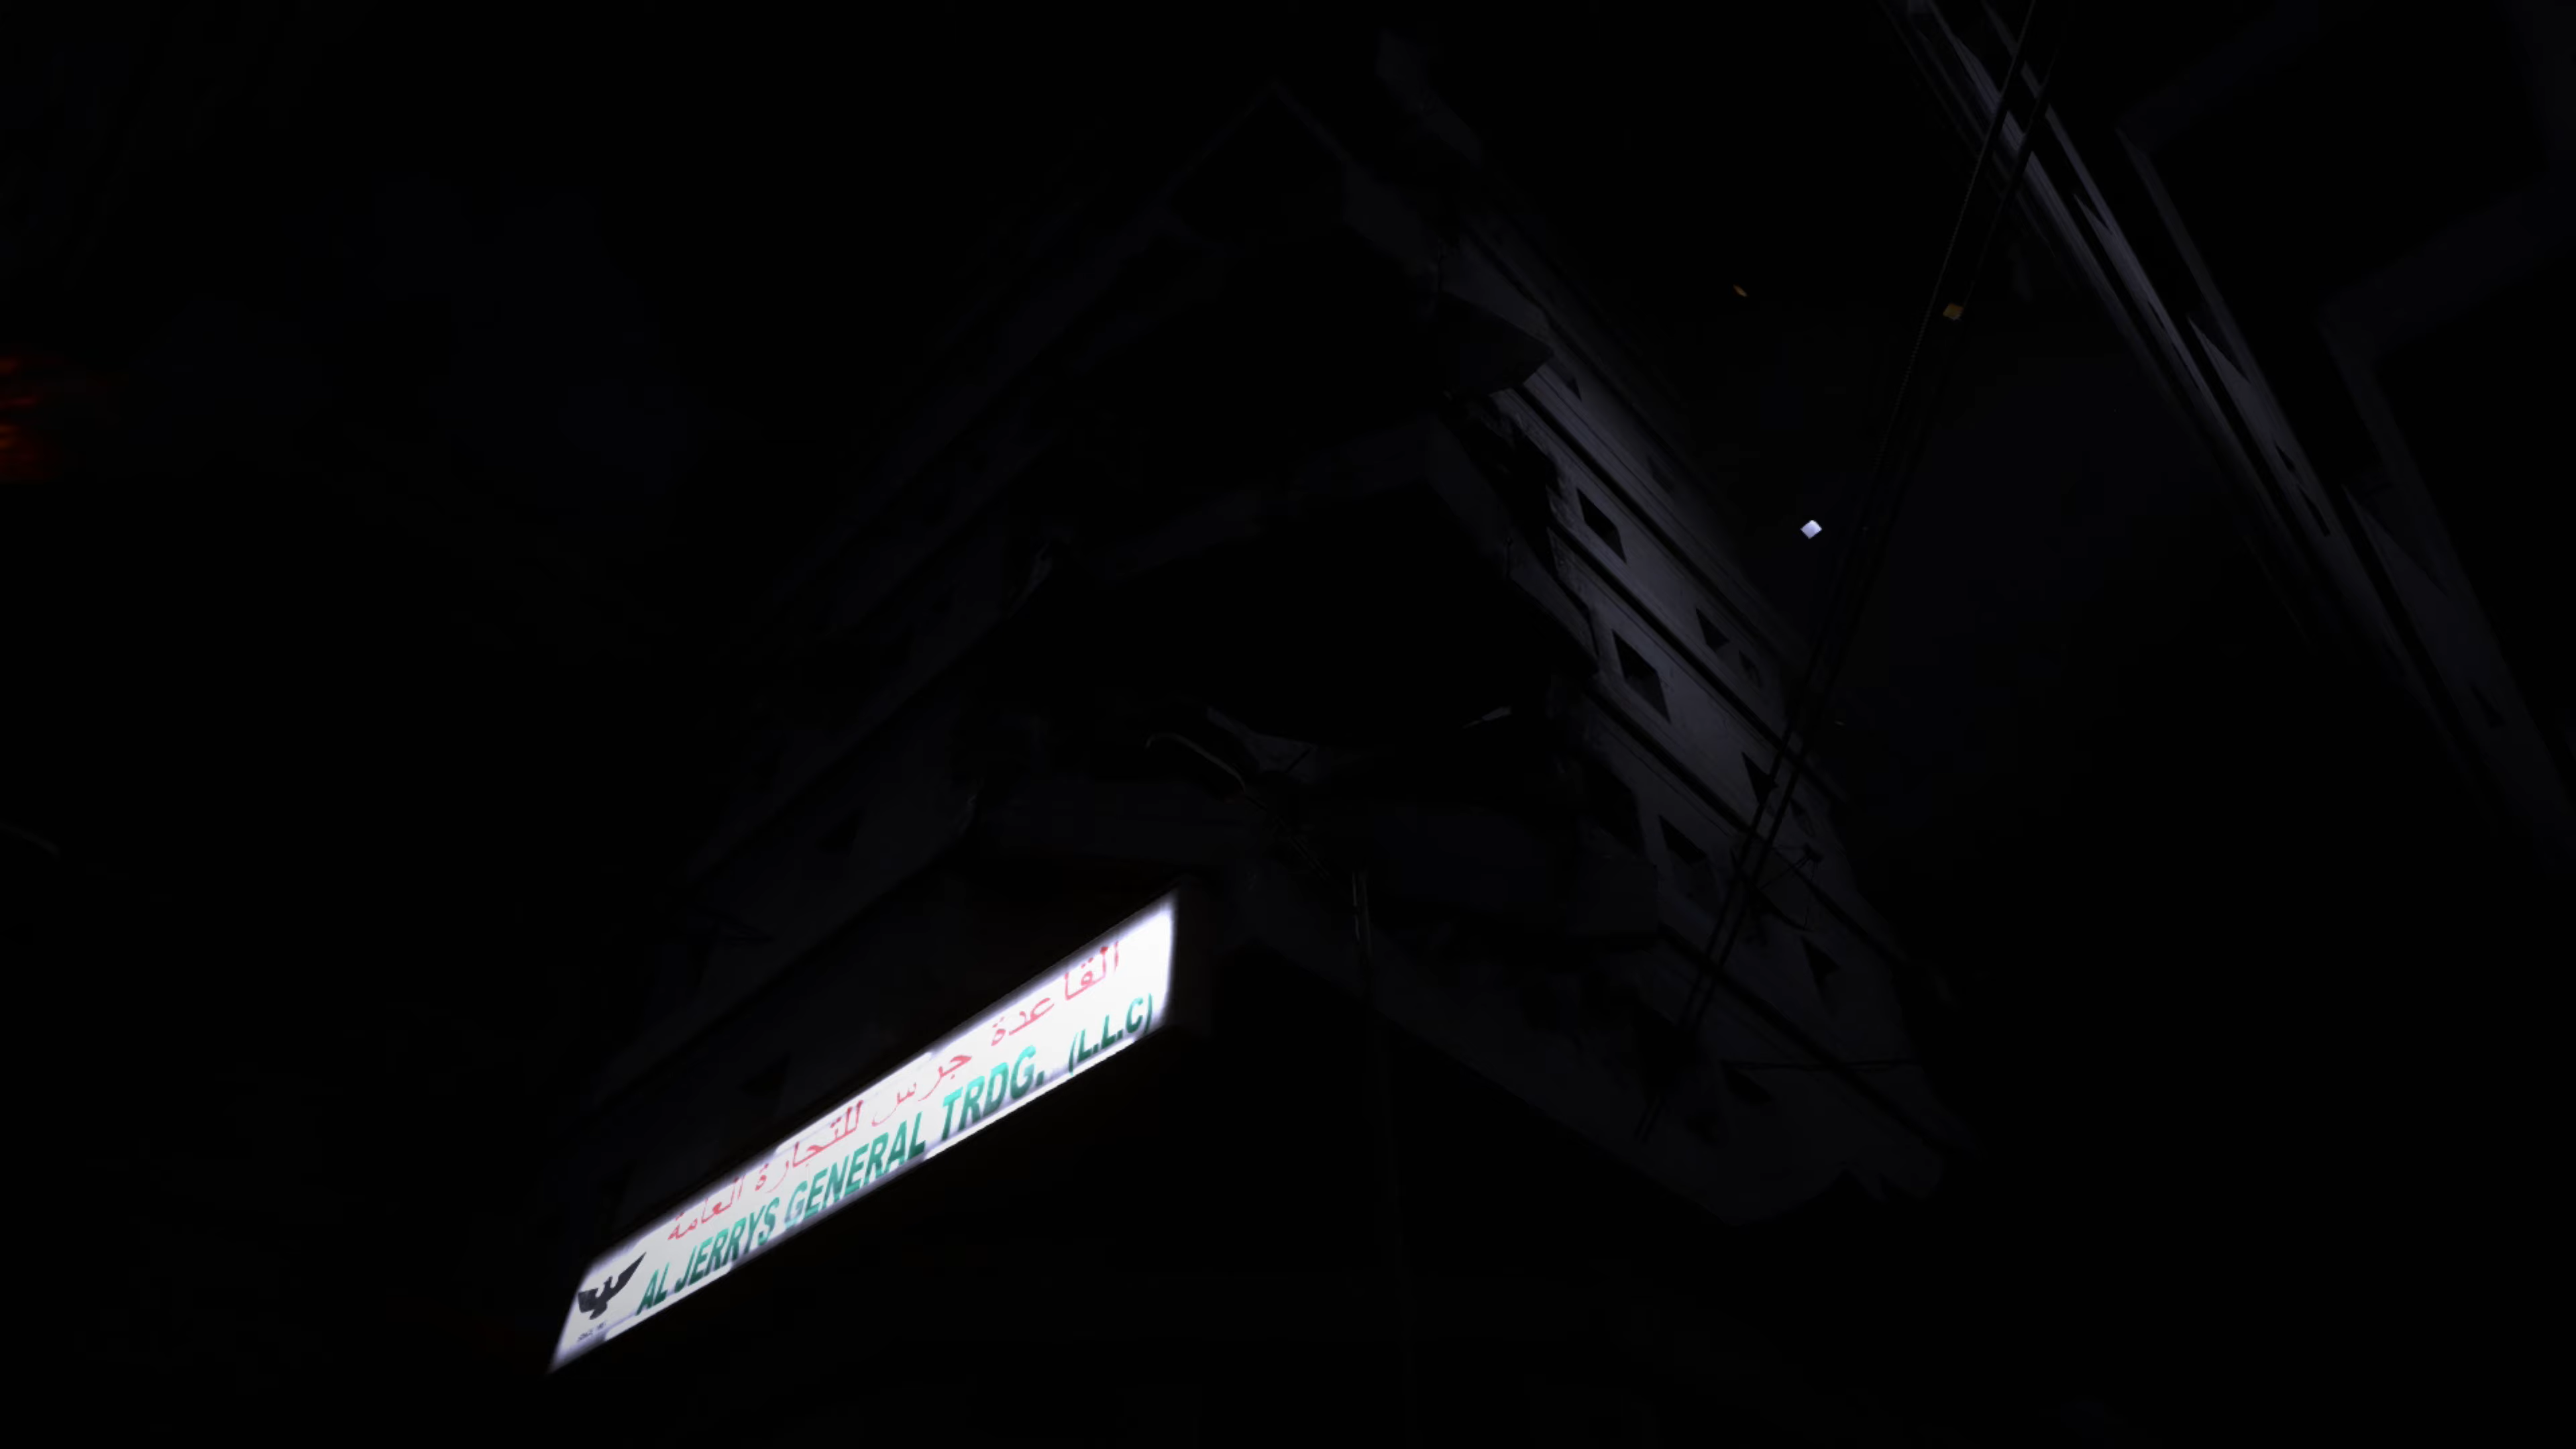 القاعدة جرس للتجارة العامة
AL JERRYS GENERAL TRDG. (L.L.C)